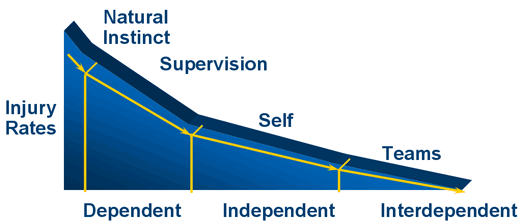 Natural
Instinct
Supervision
Injury
Rates
Self
Teams
Dependent
Independent
Interdependent